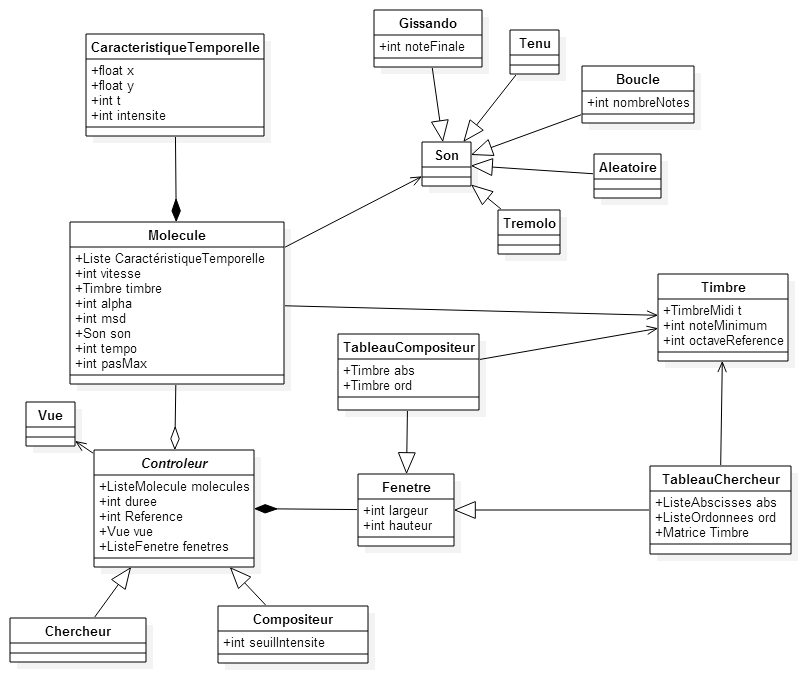 CaracteristiqueTemporelle
+float x
+float y
+int t
+int intensite
Gissando
+int noteFinale
Tenu
Boucle
+int nombreNotes
Son
Aleatoire
Tremolo
Molecule
+Liste CaractéristiqueTemporelle
+int vitesse
+Timbre timbre
+int alpha
+int msd
+Son son
+int tempo
+int pasMax
Timbre
+TimbreMidi t
+int noteMinimum
+int octaveReference
TableauCompositeur
+Timbre abs
+Timbre ord
Vue
Controleur
+ListeMolecule molecules
+int duree
+int Reference
+Vue vue
+ListeFenetre fenetres
Fenetre
+int largeur
+int hauteur
TableauChercheur
+ListeAbscisses abs
+ListeOrdonnees ord
+Matrice Timbre
Chercheur
Compositeur
+int seuilIntensite